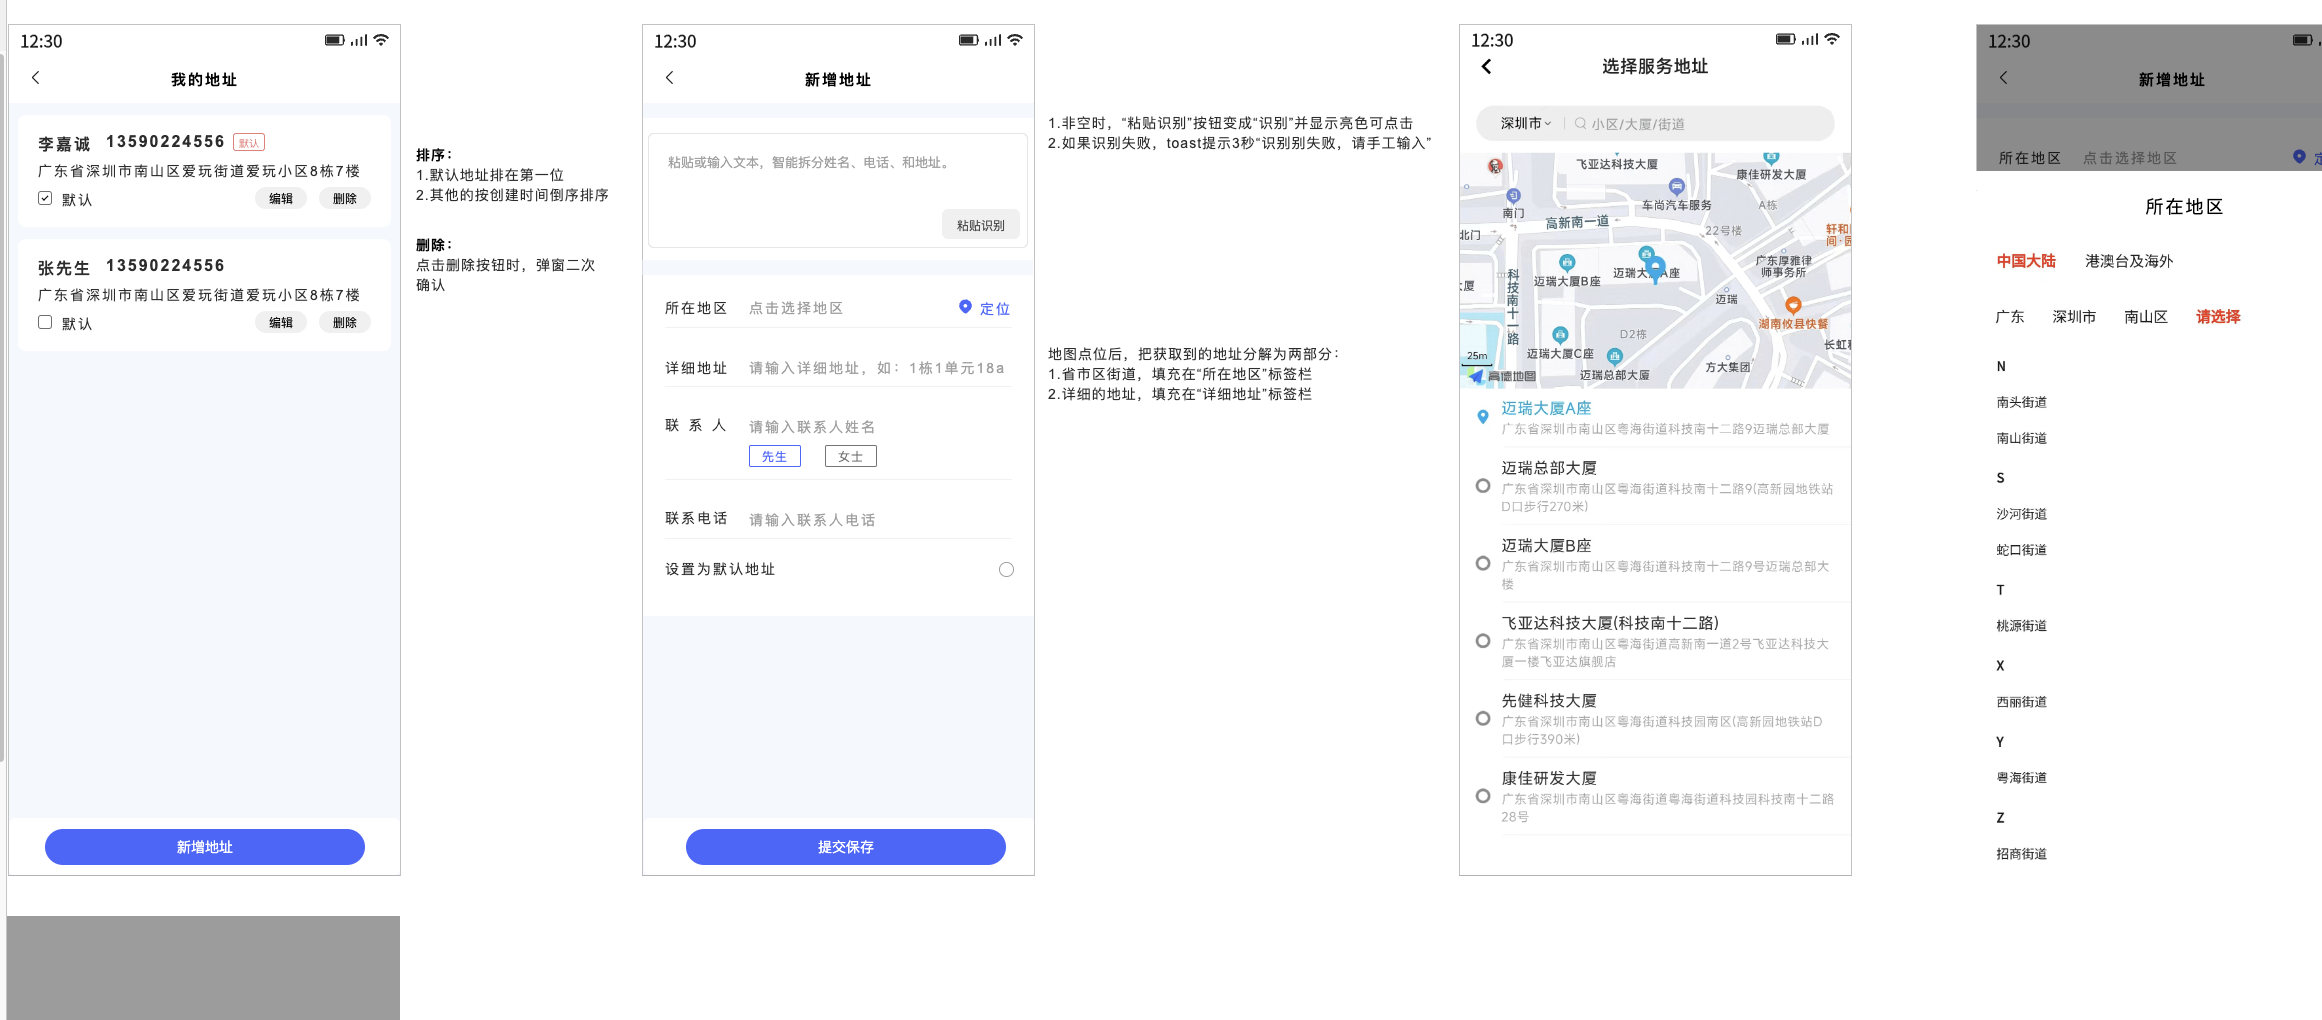 12:30
我的地址
李嘉诚 13590224556 默认
广东省深圳市南山区爱玩街道爱玩小区8栋7楼
默认 编辑 删除
张先生 13590224556
广东省深圳市南山区爱玩街道爱玩小区8栋7楼
默认 编辑 删除
新增地址
排序：
1.默认地址排在第一位
2.其他的按创建时间倒序排序
删除：
点击删除按钮时，弹窗二次
确认
12:30
新增地址
粘贴或输入文本，智能拆分姓名、电话、和地址。
粘贴识别
所在地区 点击选择地区 定位
详细地址 请输入详细地址，如：1栋1单元18a
联系人 请输入联系人姓名
先生 女士
联系电话 请输入联系人电话
设置为默认地址
提交保存
1.非空时，“粘贴识别”按钮变成“识别”并显示亮色可点击
2.如果识别失败，toast提示3秒“识别别失败，请手工输入”
地图点位后，把获取到的地址分解为两部分：
1.省市区街道，填充在“所在地区”标签栏
2.详细的地址，填充在“详细地址”标签栏
12:30
选择服务地址
深圳市 小区/大厦/街道
飞亚达科技大厦
康佳研发大厦
车尚汽车服务
A栋
南门
高新南一道
22号楼
北门
轩和
间·园
广东厚雅律
师事务所
迈瑞大厦A座
迈瑞大厦B座
大厦
科技南十一路
迈瑞
湖南攸县快餐
D2栋
长虹
25m
迈瑞大厦C座
方大集团
高德地图
迈瑞总部大厦
迈瑞大厦A座
广东省深圳市南山区粤海街道科技南十二路9迈瑞总部大厦
迈瑞总部大厦
广东省深圳市南山区粤海街道科技南十二路9(高新园地铁站
D口步行270米)
迈瑞大厦B座
广东省深圳市南山区粤海街道科技南十二路9号迈瑞总部大
楼
飞亚达科技大厦(科技南十二路)
广东省深圳市南山区粤海街道高新南一道2号飞亚达科技大
厦一楼飞亚达旗舰店
先健科技大厦
广东省深圳市南山区粤海街道科技园南区(高新园地铁站D
口步行390米)
康佳研发大厦
广东省深圳市南山区粤海街道粤海街道科技园科技南十二路
28号
12:30
新增地址
所在地区 点击选择地区
所在地区
中国大陆 港澳台及海外
广东 深圳市 南山区 请选择
N
南头街道
南山街道
S
沙河街道
蛇口街道
T
桃源街道
X
西丽街道
Y
粤海街道
Z
招商街道